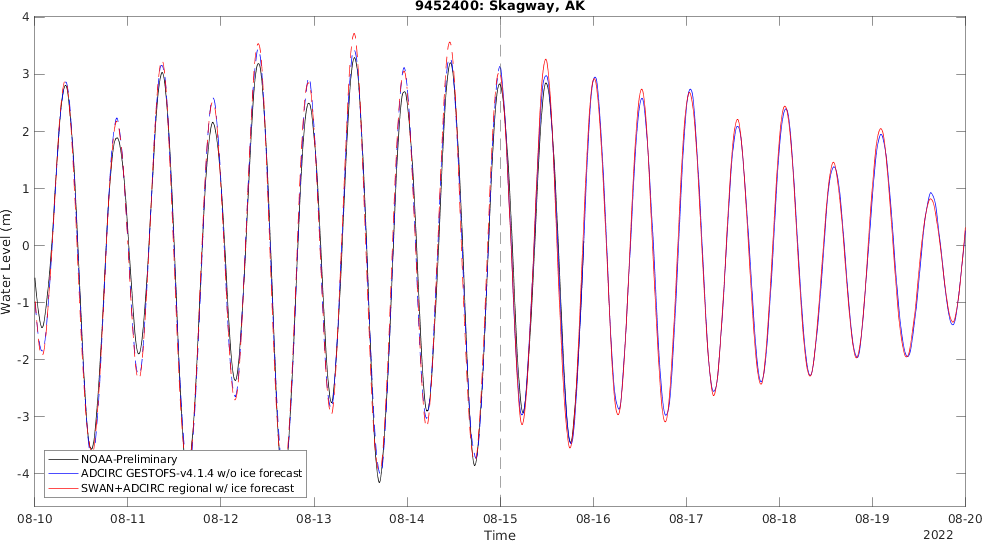 9452400: Skagway, AK
Water Level (m)
4
3
2
1
0
-1
-2
-3
-4
NOAA-Preliminary
ADCIRC GESTOFS-v4.1.4 w/o ice forecast
SWAN+ADCIRC regional w/ ice forecast
08-10 08-11 08-12 08-13 08-14 08-15 08-16 08-17 08-18 08-19 08-20
Time
2022